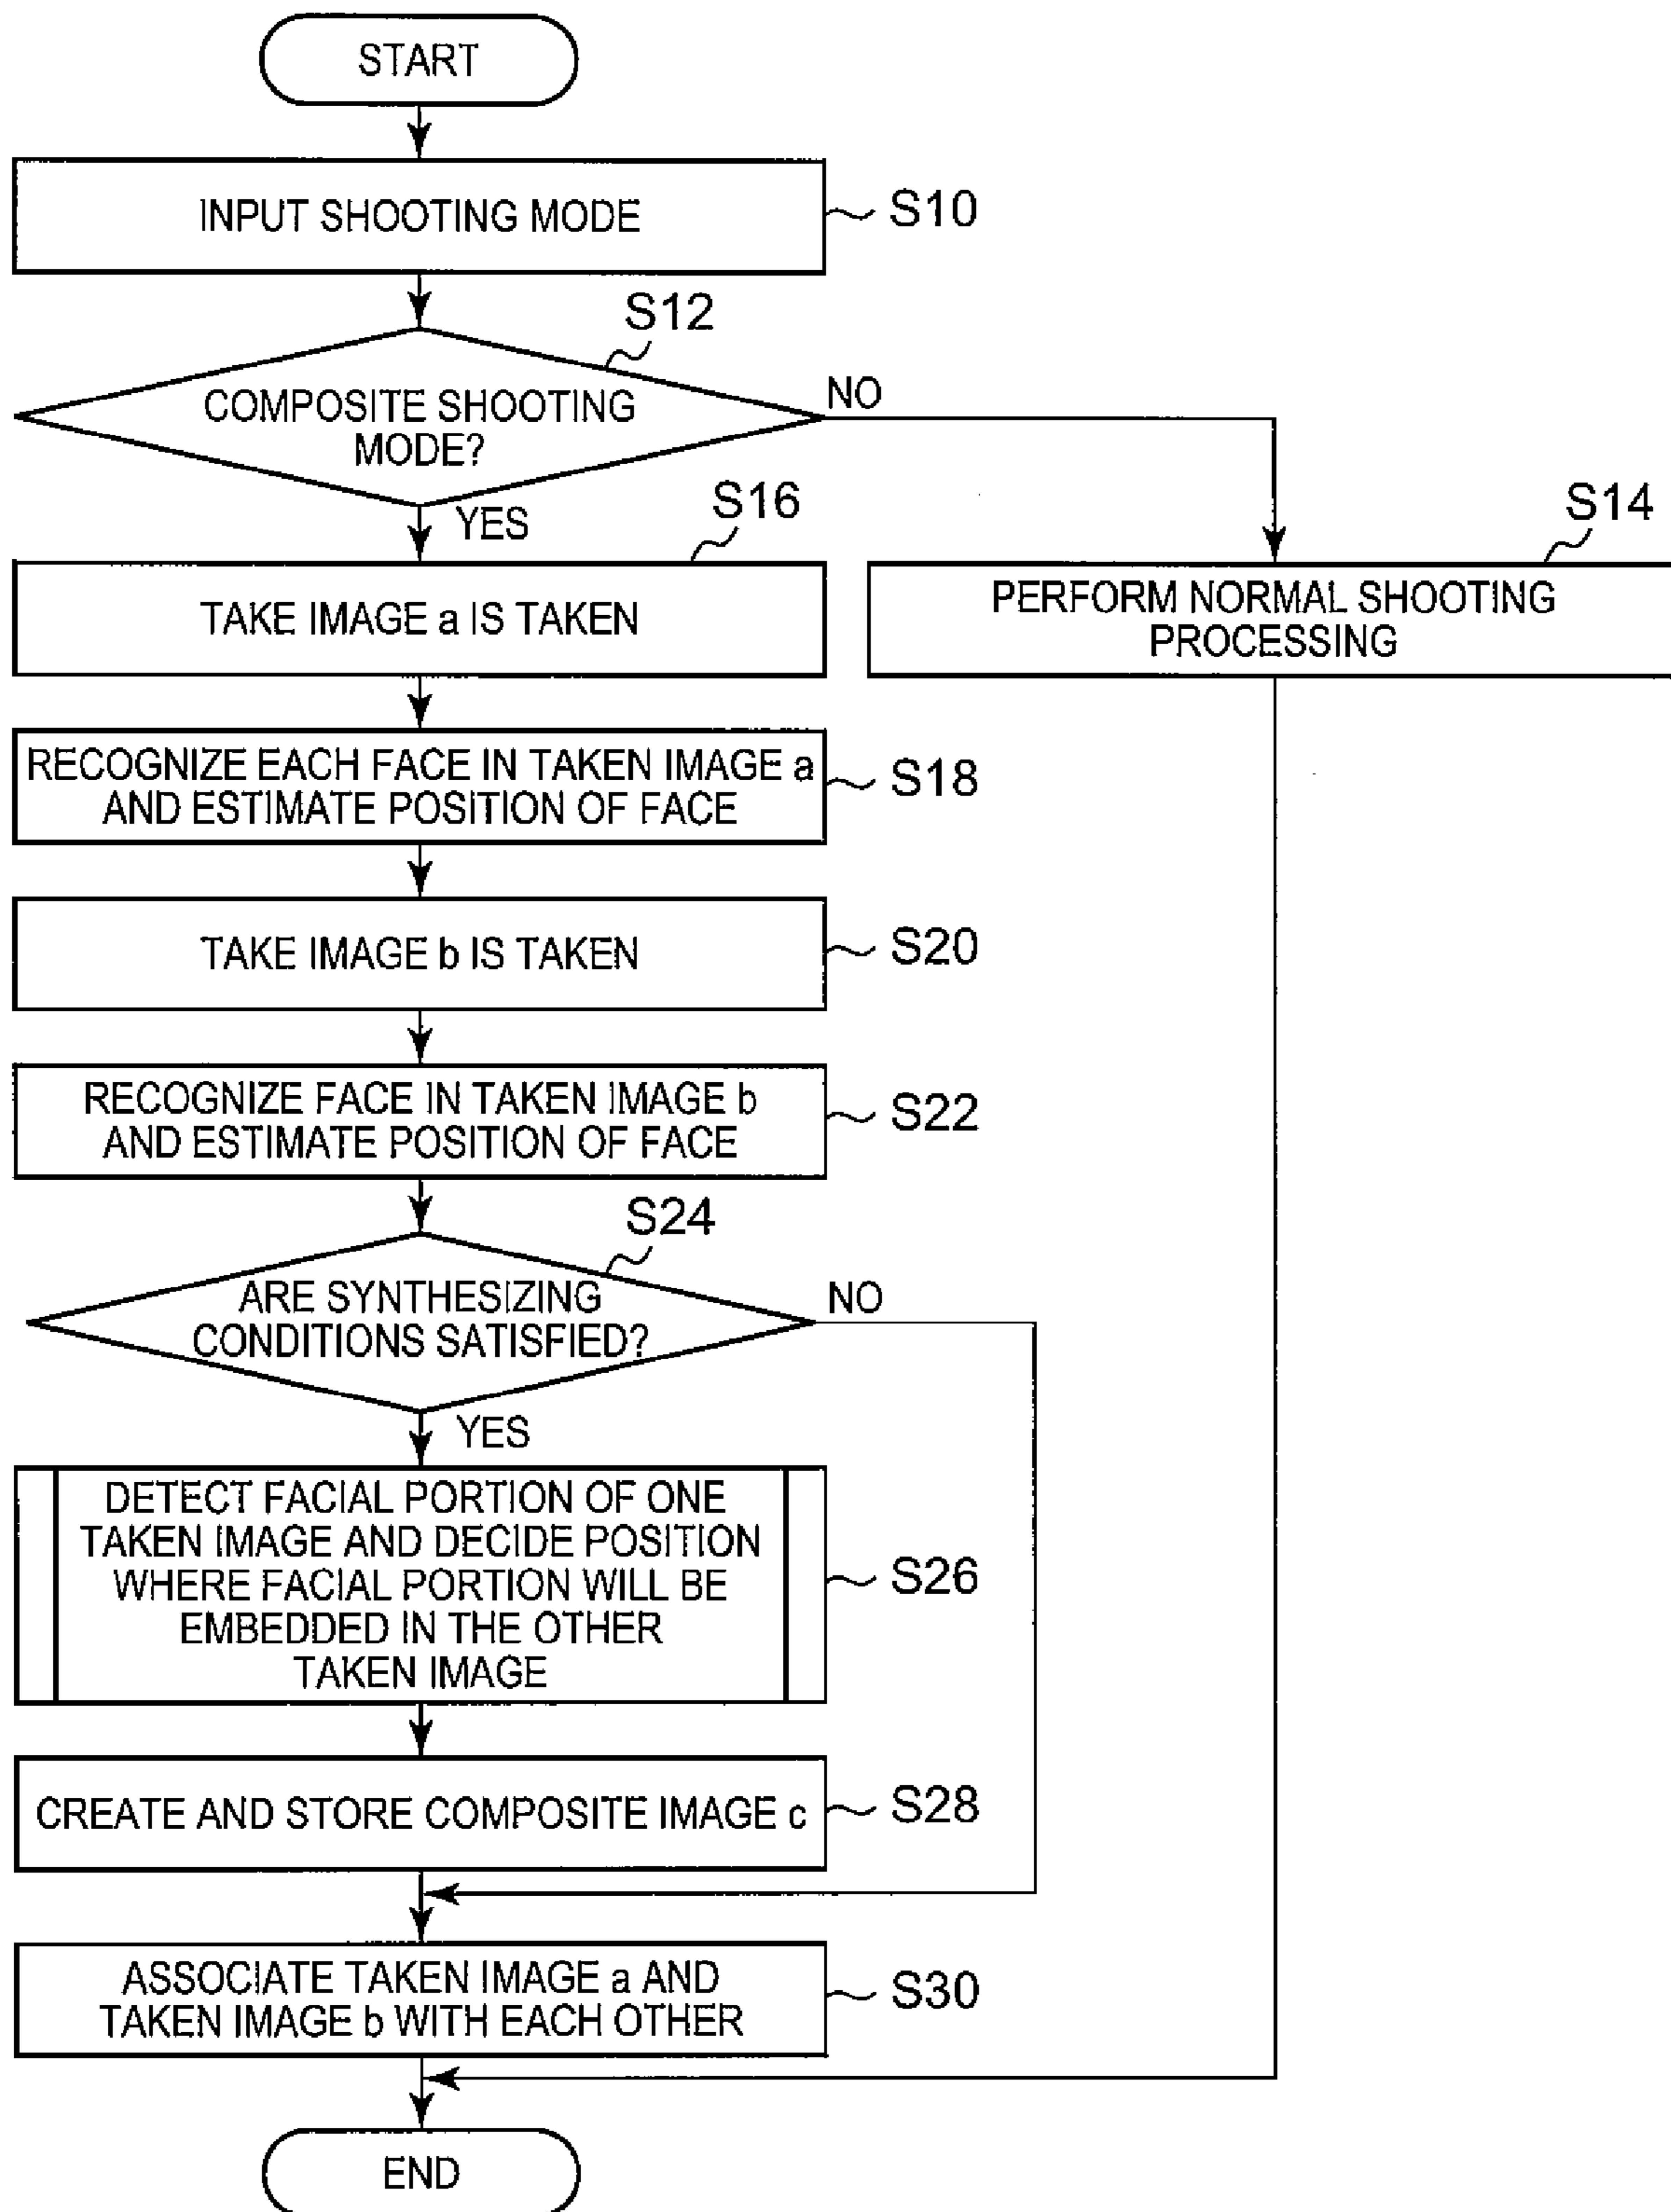 START
INPUT SHOOTING MODE
S10
S12
COMPOSITE SHOOTING
MODE?
NO
YES
S16
S14
TAKE IMAGE a IS TAKEN
PERFORM NORMAL SHOOTING
PROCESSING
RECOGNIZE EACH FACE IN TAKEN IMAGE a
AND ESTIMATE POSITION OF FACE
S18
TAKE IMAGE b IS TAKEN
S20
RECOGNIZE FACE IN TAKEN IMAGE b
AND ESTIMATE POSITION OF FACE
S22
S24
ARE SYNTHESIZING
CONDITIONS SATISFIED?
NO
YES
DETECT FACIAL PORTION OF ONE
TAKEN IMAGE AND DECIDE POSITION
WHERE FACIAL PORTION WILL BE
EMBEDDED IN THE OTHER
TAKEN IMAGE
S26
CREATE AND STORE COMPOSITE IMAGE c
S28
ASSOCIATE TAKEN IMAGE a AND
TAKEN IMAGE b WITH EACH OTHER
S30
END